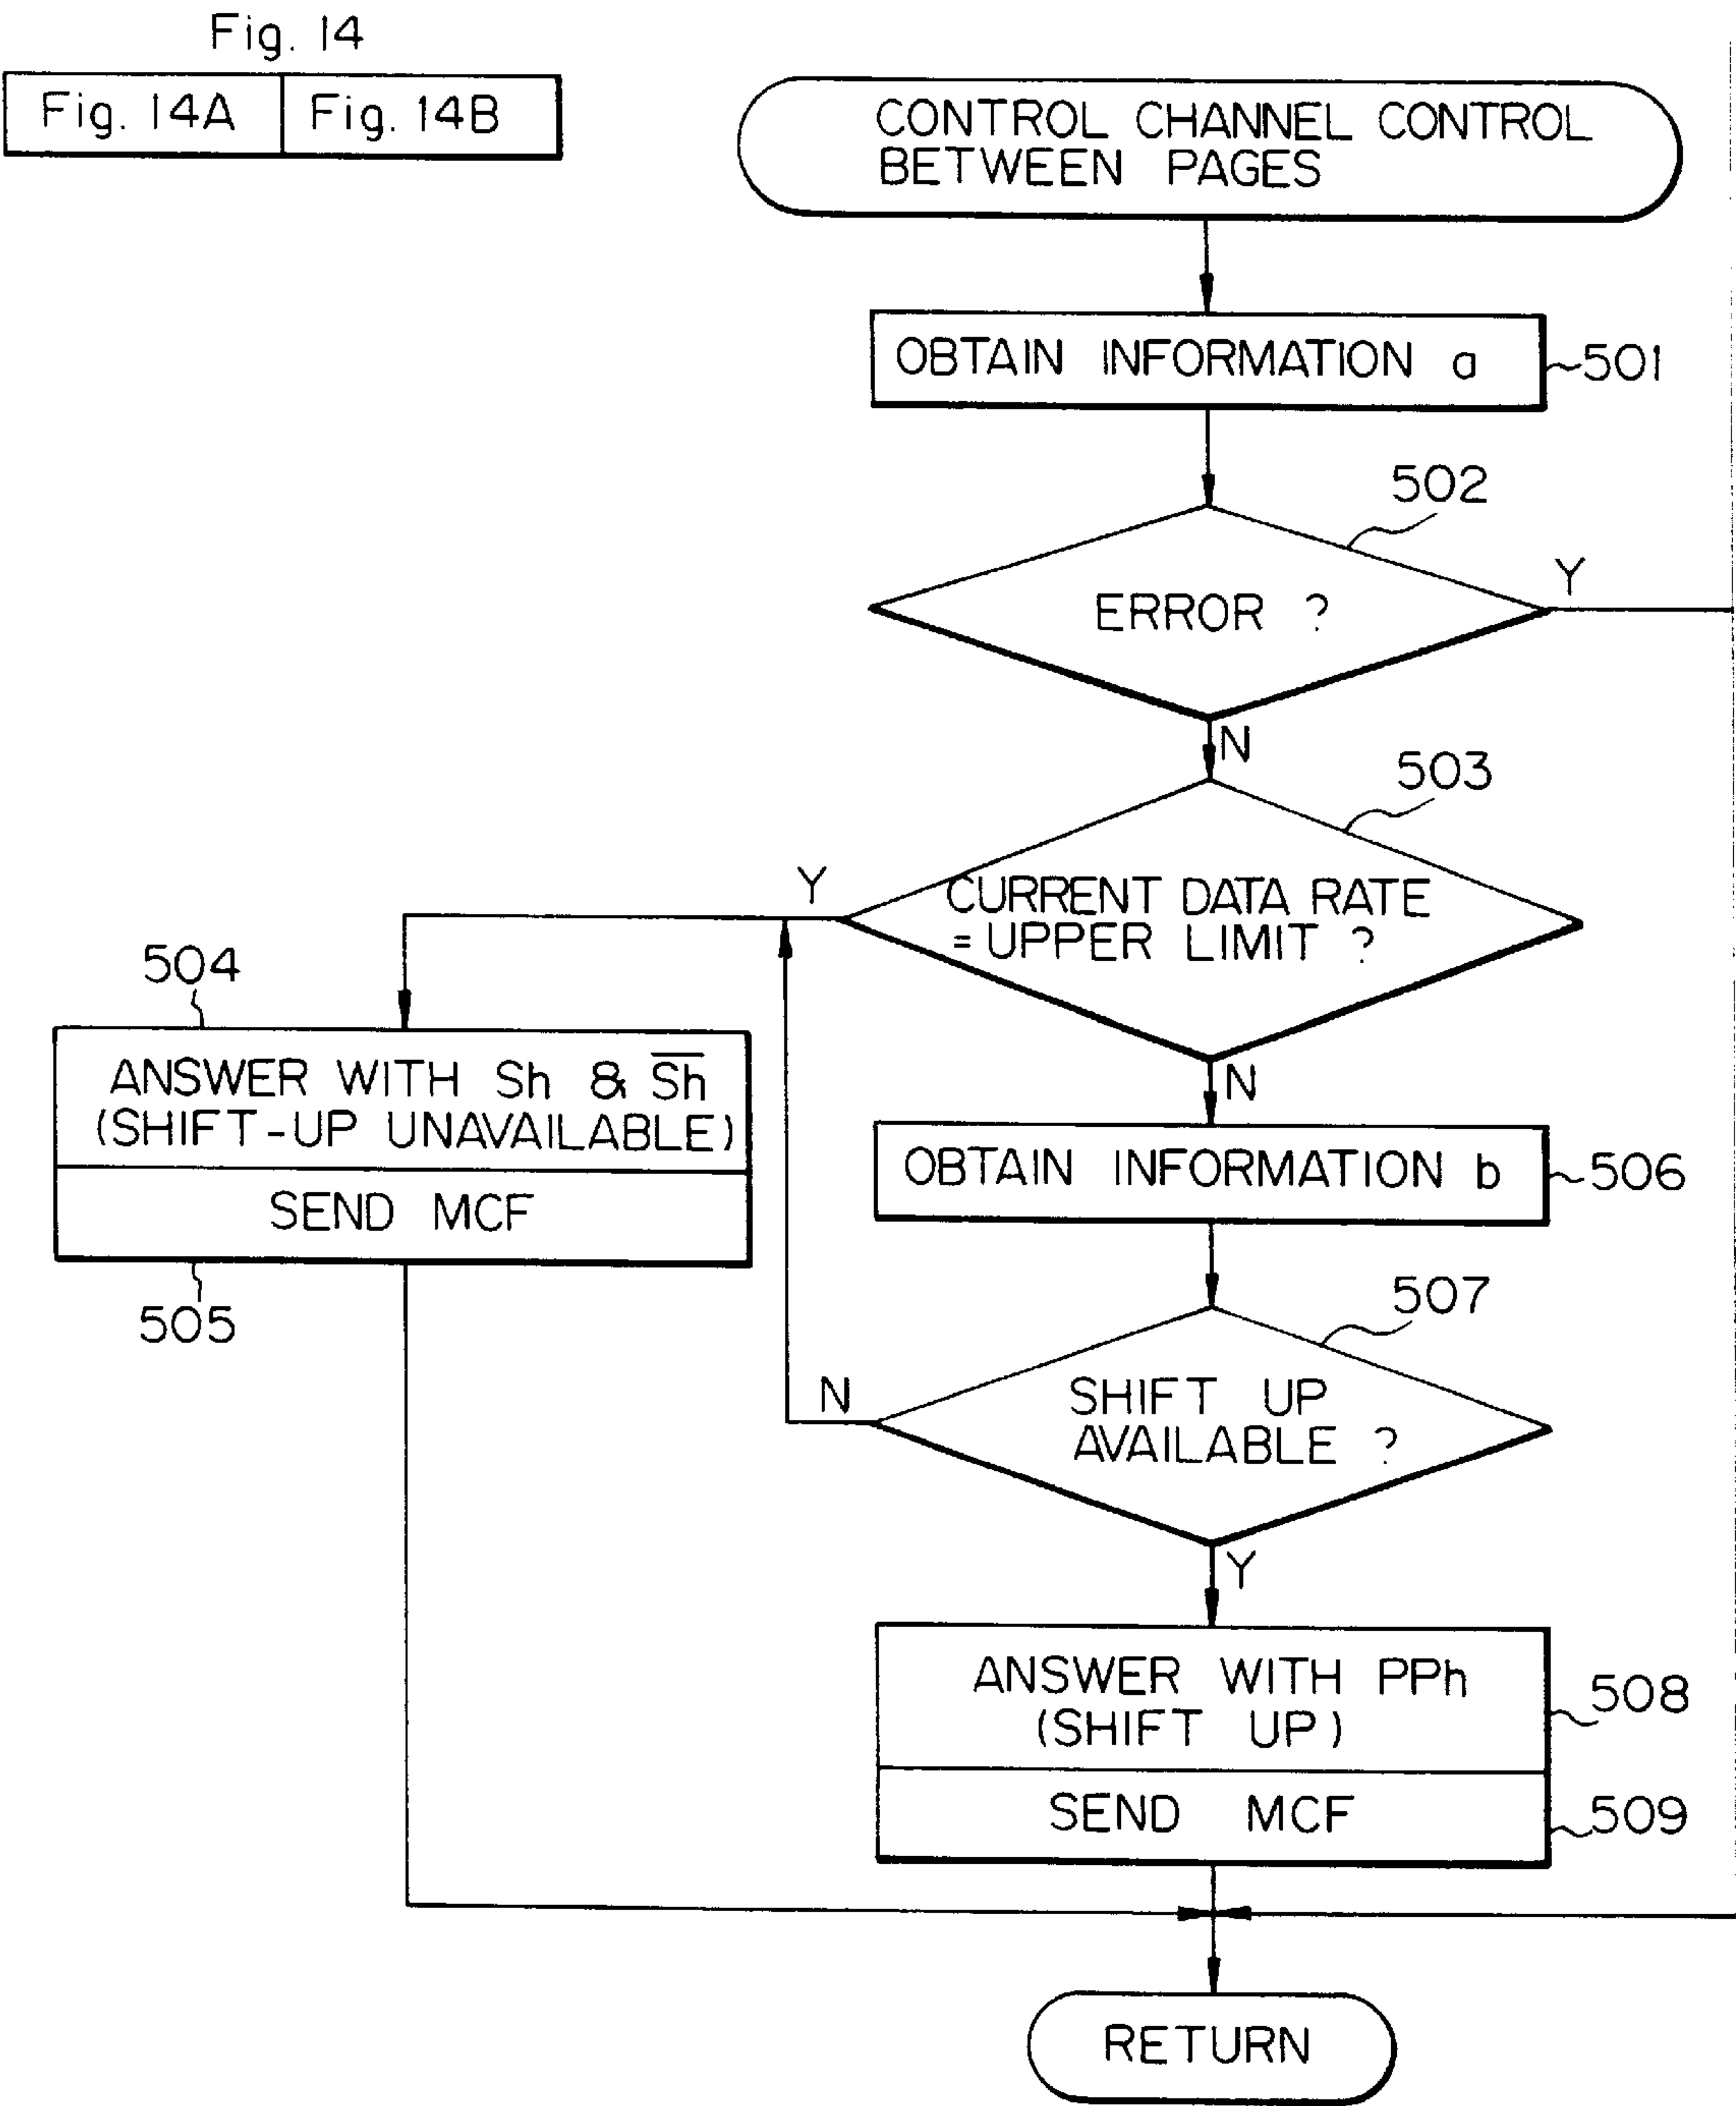 Fig. 14
Fig. 14A Fig. 14B
CONTROL CHANNEL CONTROL
BETWEEN PAGES
OBTAIN INFORMATION a
501
502
ERROR ?
Y
N
503
CURRENT DATA RATE
= UPPER LIMIT ?
Y
N
504
ANSWER WITH Sh & S̅h̅
(SHIFT-UP UNAVAILABLE)
SEND MCF
505
OBTAIN INFORMATION b
506
507
SHIFT UP
AVAILABLE ?
N
Y
ANSWER WITH PPh
(SHIFT UP)
508
SEND MCF
509
RETURN